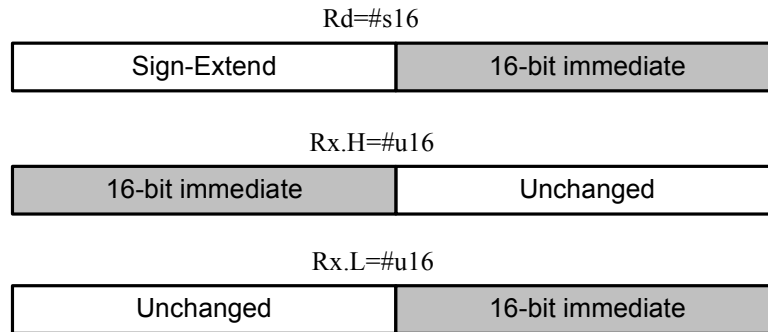 Rd=#s16
Sign-Extend 16-bit immediate
Rx.H=#u16
16-bit immediate Unchanged
Rx.L=#u16
Unchanged 16-bit immediate